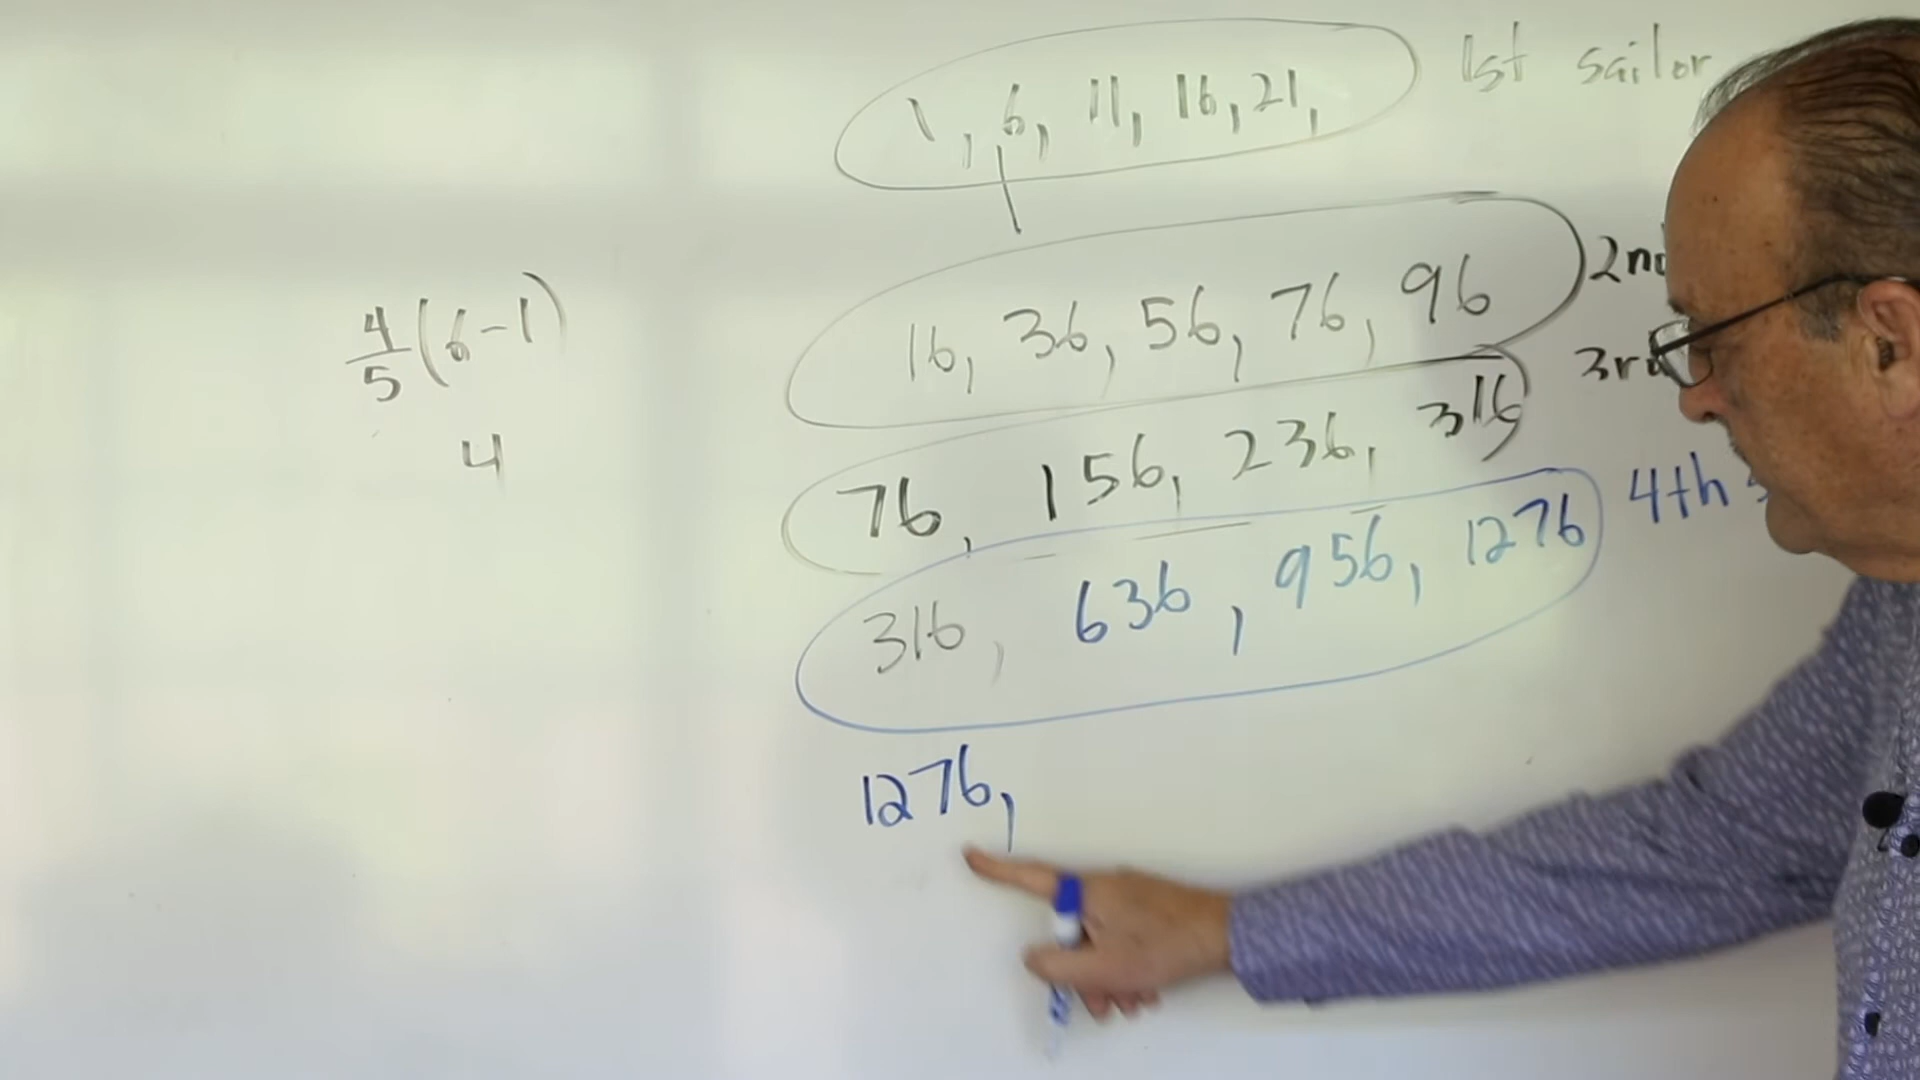 1, 6, 11, 16, 21, 1st sailor
16, 36, 56, 76, 96 2nd
4/5(6-1)
4
76, 156, 236, 316 3rd
316, 636, 956, 1276 4th
1276,